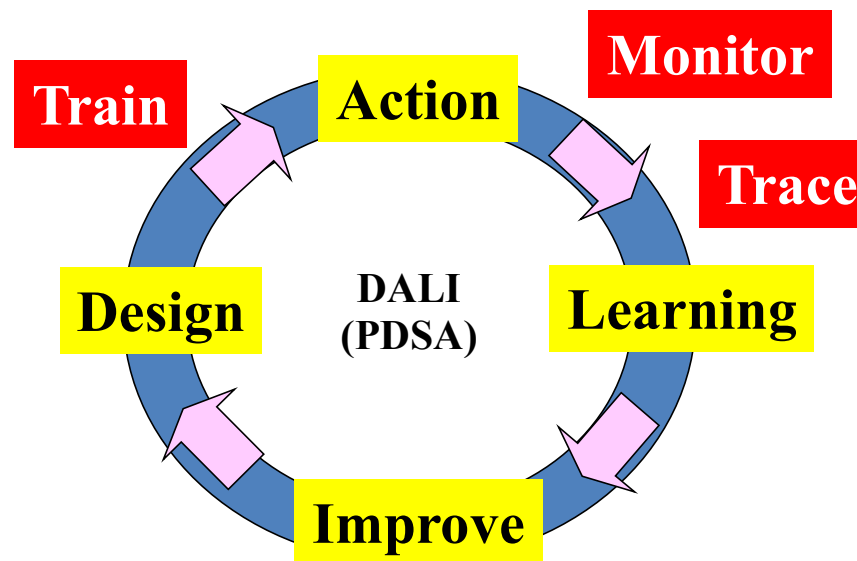 Monitor
Train
Action
Trace
Design
DALI
(PDSA)
Learning
Improve